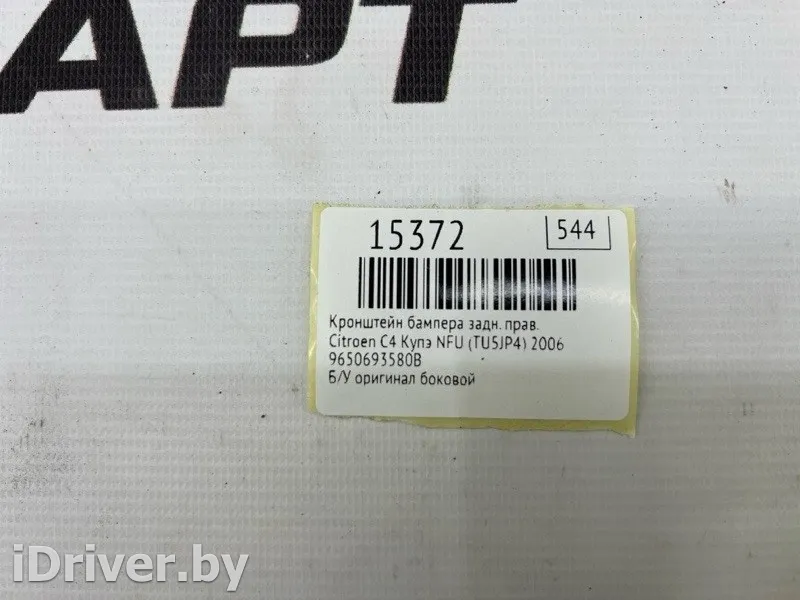 АРТ
15372
544
Кронштейн бампера задн. прав.
Citroen C4 Купэ NFU (TU5JP4) 2006
9650693580B
Б/У оригинал боковой
iDriver.by